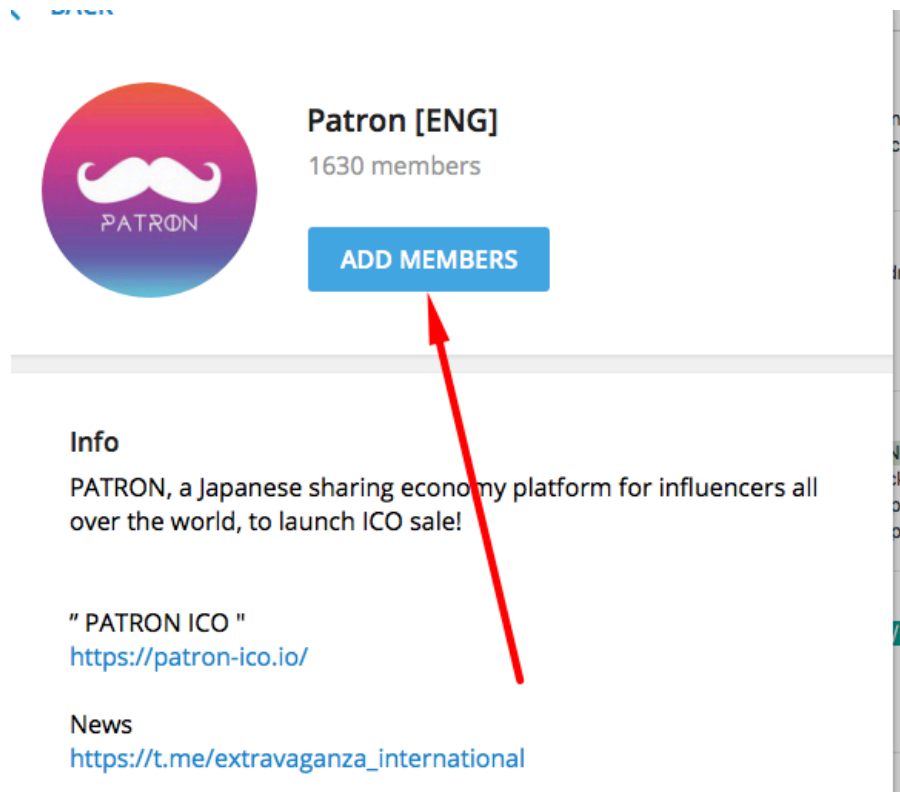 BACK
PATRON
Patron [ENG]
1630 members
ADD MEMBERS
Info
PATRON, a Japanese sharing economy platform for influencers all
over the world, to launch ICO sale!
" PATRON ICO "
https://patron-ico.io/
News
https://t.me/extravaganza_international